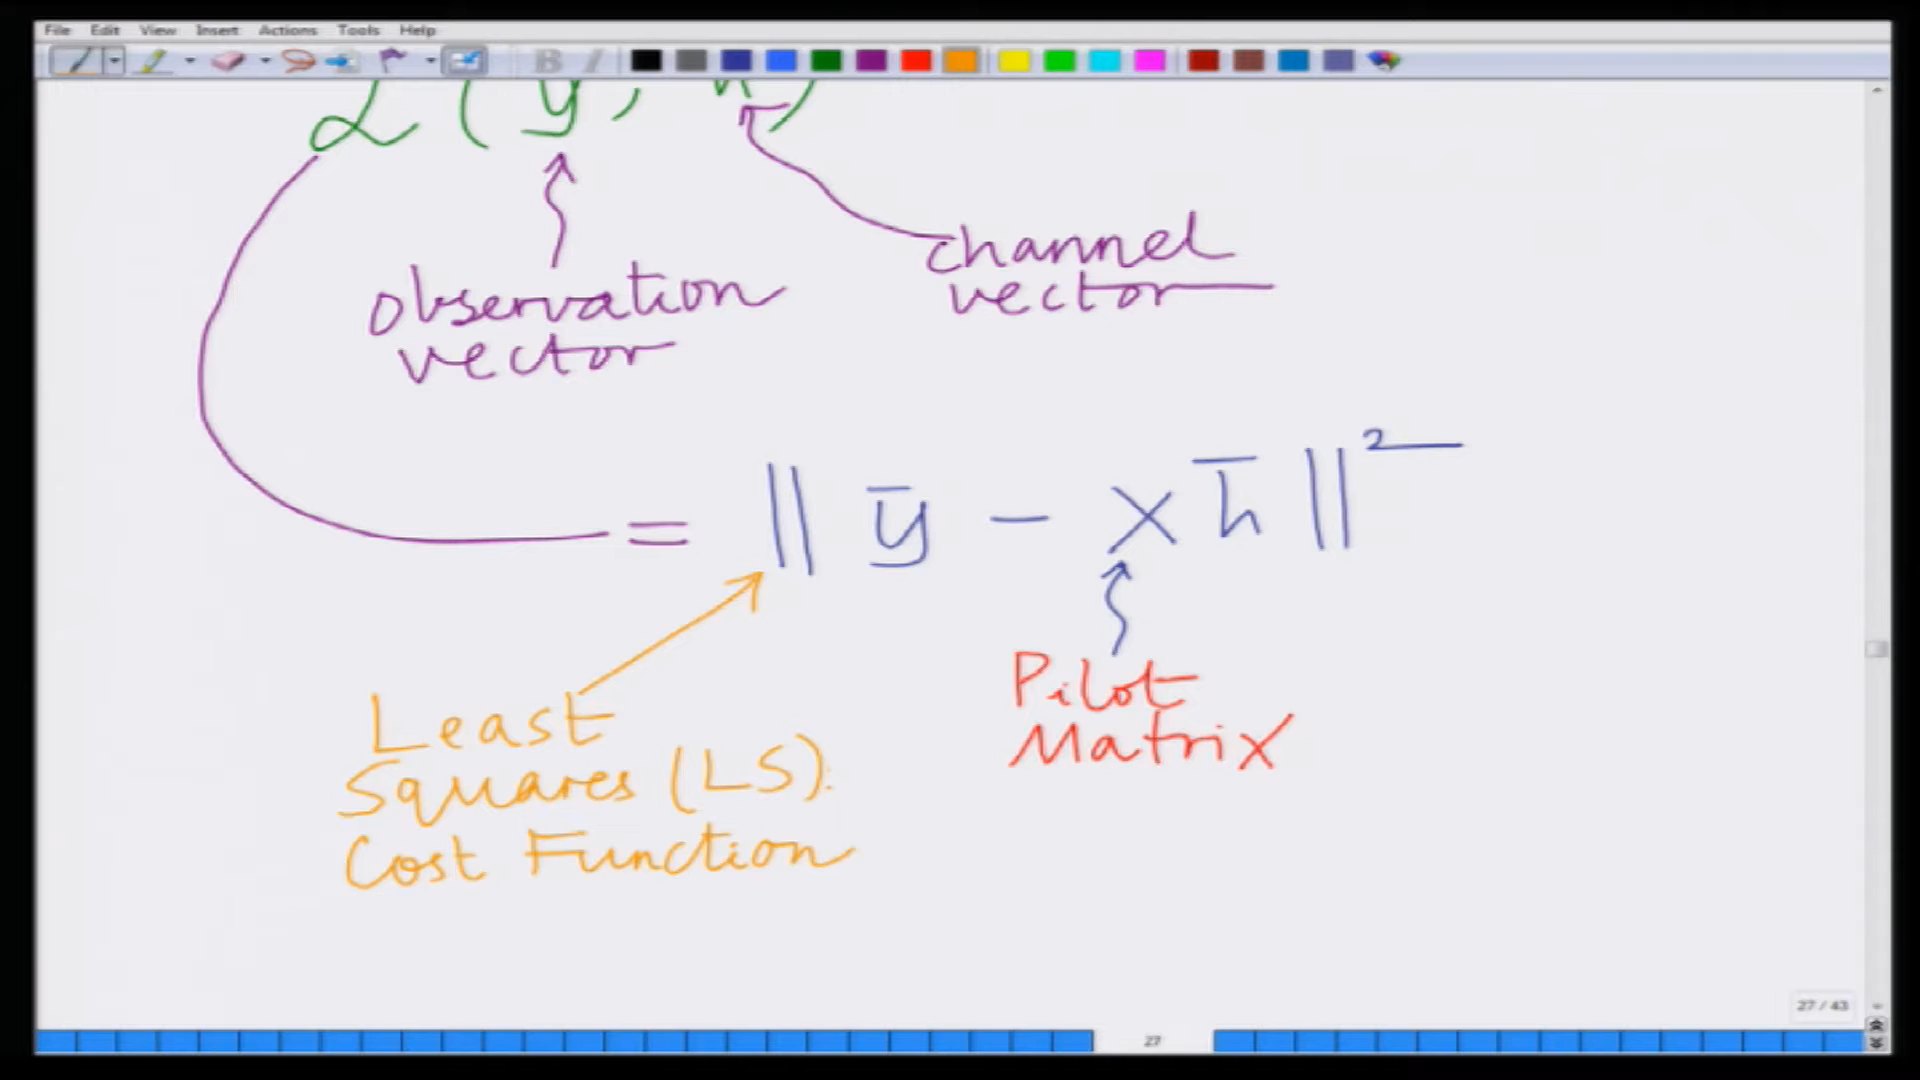 File Edit View Insert Actions Tools Help
B I
L ( y, h )
channel
vector
observation
vector
= || ȳ - X h̄ ||²
Pilot
Matrix
Least
Squares (LS):
Cost Function
27 / 43
27